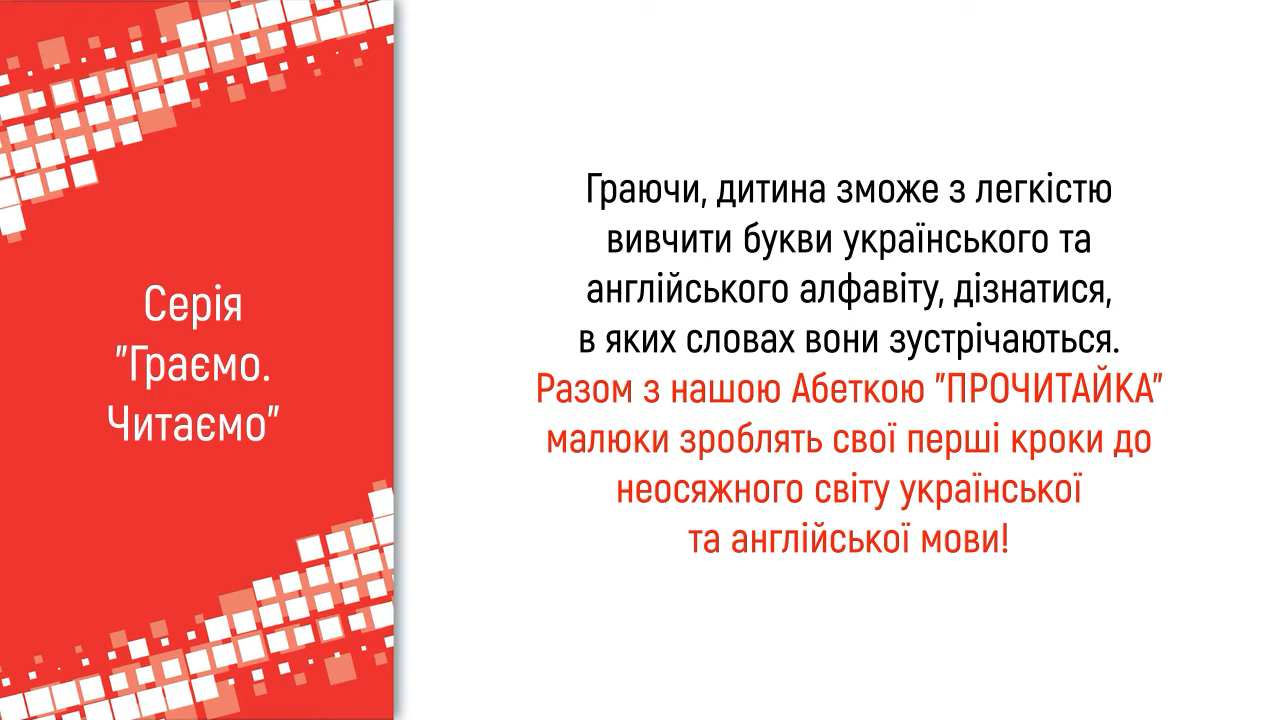 Серія
"Граємо.
Читаємо"
Граючи, дитина зможе з легкістю
вивчити букви українського та
англійського алфавіту, дізнатися,
в яких словах вони зустрічаються.
Разом з нашою Абеткою "ПРОЧИТАЙКА"
малюки зроблять свої перші кроки до
неосяжного світу української
та англійської мови!